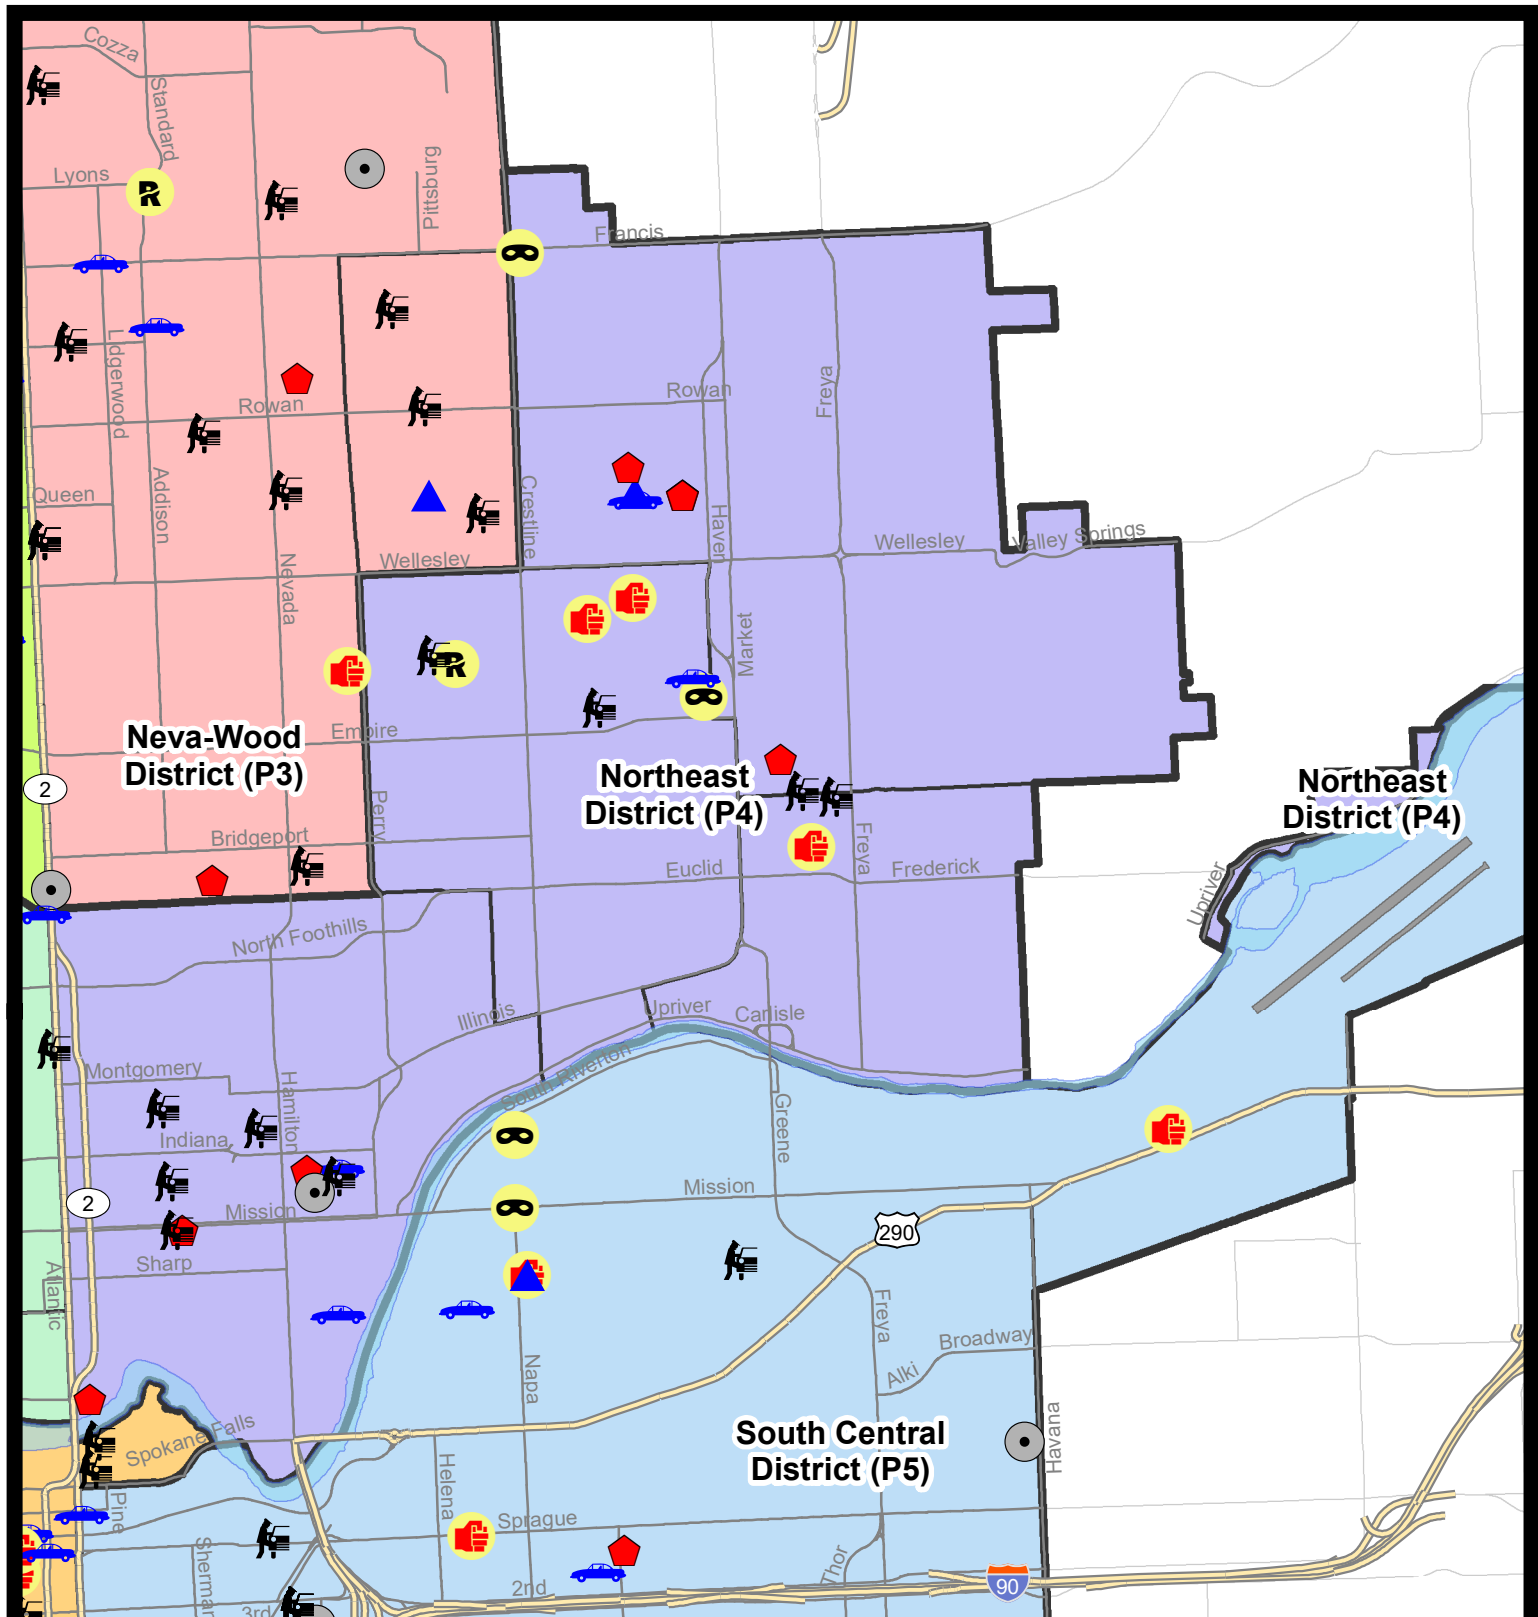 Cozza
Standard
Lyons
R
Pittsburg
Francis
Lidgerwood
Rowan
Rowan
Freya
Queen
Addison
Crestline
Haven
Nevada
Wellesley
Wellesley
Valley Springs
Market
R
Empire
Neva-Wood
District (P3)
2
Northeast
District (P4)
Northeast
District (P4)
Perry
Bridgeport
Freya
Euclid
Frederick
Upriver
North Foothills
Illinois
Upriver
Carlisle
South Riverton
Montgomery
Hamilton
Greene
Indiana
Mission
2
Mission
290
Sharp
Atlantic
Freya
Broadway
Napa
Alki
Spokane Falls
South Central
District (P5)
Havana
Helena
Pine
Sprague
Sherman
Thor
2nd
3rd
90